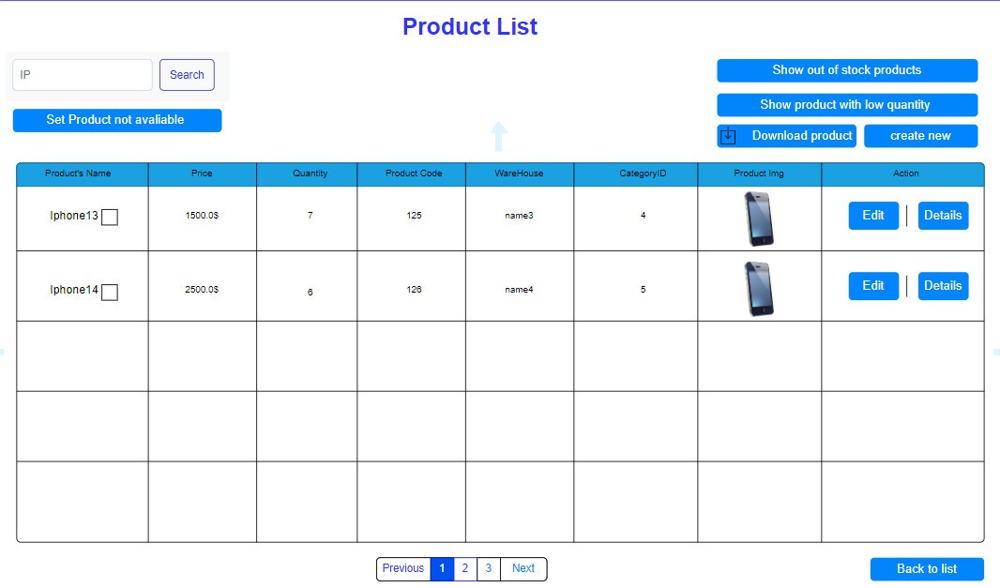 Product List
IP
Search
Show out of stock products
Show product with low quantity
Set Product not avaliable
Download product
create new
Product's Name Price Quantity Product Code WareHouse CategoryID Product Img Action
Iphone13 1500.0$ 7 125 name3 4 Edit | Details
Iphone14 2500.0$ 6 126 name4 5 Edit | Details
Previous 1 2 3 Next
Back to list